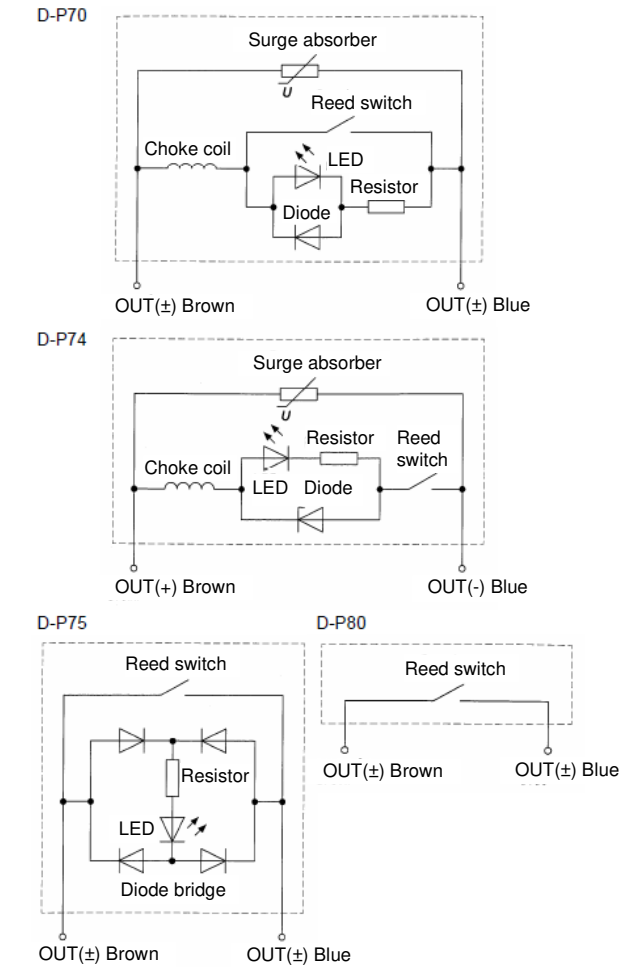 D-P70
Surge absorber
U
Reed switch
Choke coil
LED
Resistor
Diode
OUT(±) Brown
OUT(±) Blue
D-P74
Surge absorber
U
Resistor
Reed
switch
Choke coil
LED
Diode
OUT(+) Brown
OUT(-) Blue
D-P75
Reed switch
Resistor
LED
Diode bridge
OUT(±) Brown
OUT(±) Blue
D-P80
Reed switch
OUT(±) Brown
OUT(±) Blue